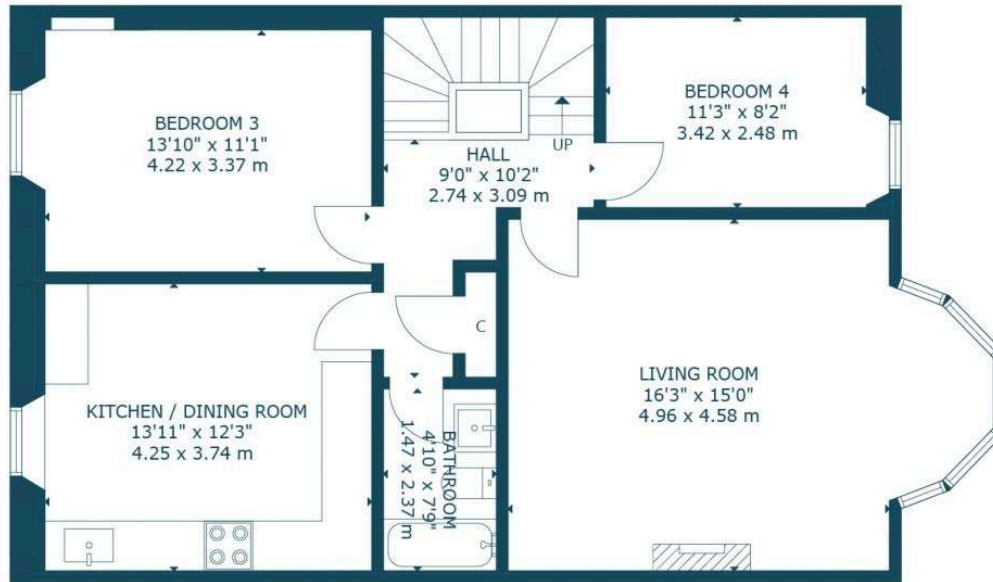 BEDROOM 3
13'10" x 11'1"
4.22 x 3.37 m
HALL
9'0" x 10'2"
2.74 x 3.09 m
UP
BEDROOM 4
11'3" x 8'2"
3.42 x 2.48 m
KITCHEN / DINING ROOM
13'11" x 12'3"
4.25 x 3.74 m
C
BATHROOM
4'10" x 7'9"
1.47 x 2.37 m
LIVING ROOM
16'3" x 15'0"
4.96 x 4.58 m